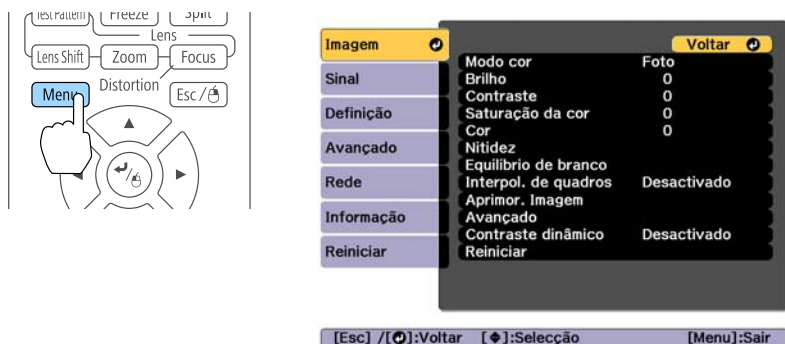 Test Pattern Freeze Split
Lens
Lens Shift Zoom Focus
Distortion
Menu Esc /
Imagem
Sinal
Definição
Avançado
Rede
Informação
Reiniciar
Voltar
Modo cor Foto
Brilho 0
Contraste 0
Saturação da cor 0
Cor 0
Nitidez
Equilíbrio de branco
Interpol. de quadros Desactivado
Aprimor. Imagem
Avançado
Contraste dinâmico Desactivado
Reiniciar
[Esc] /[ ]:Voltar [ ]:Selecção [Menu]:Sair